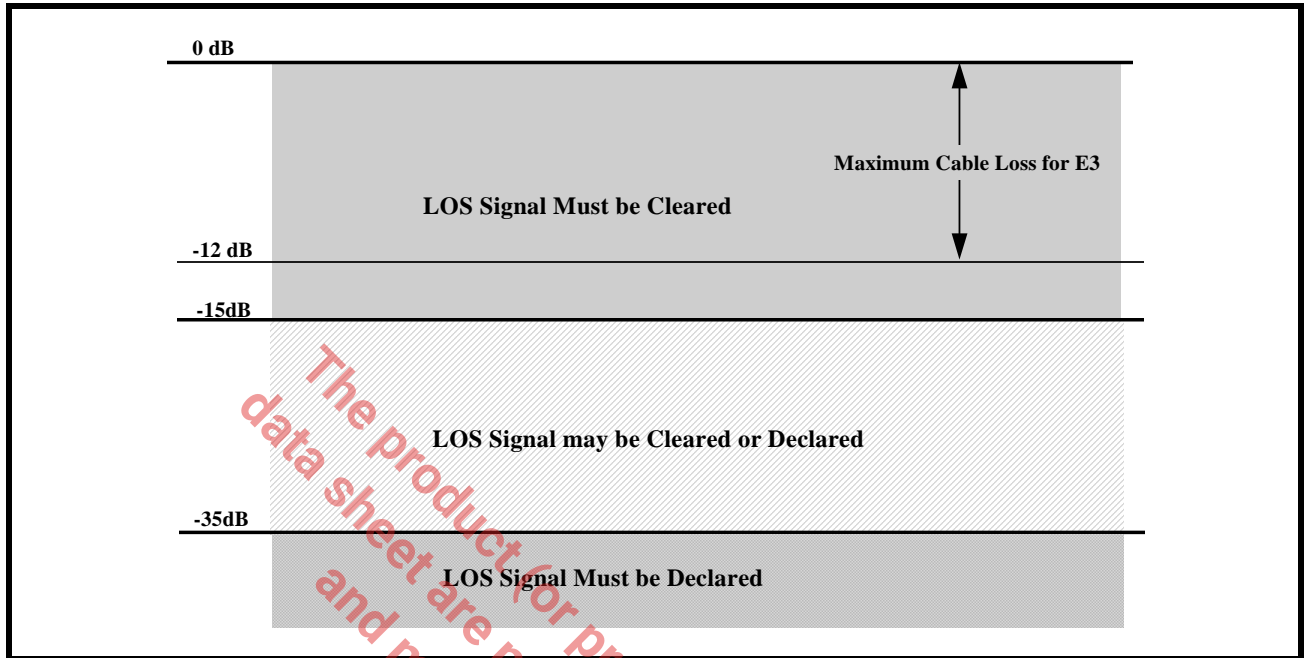 0 dB
Maximum Cable Loss for E3
LOS Signal Must be Cleared
-12 dB
-15dB
LOS Signal may be Cleared or Declared
-35dB
LOS Signal Must be Declared
The product (or
data sheet are
and